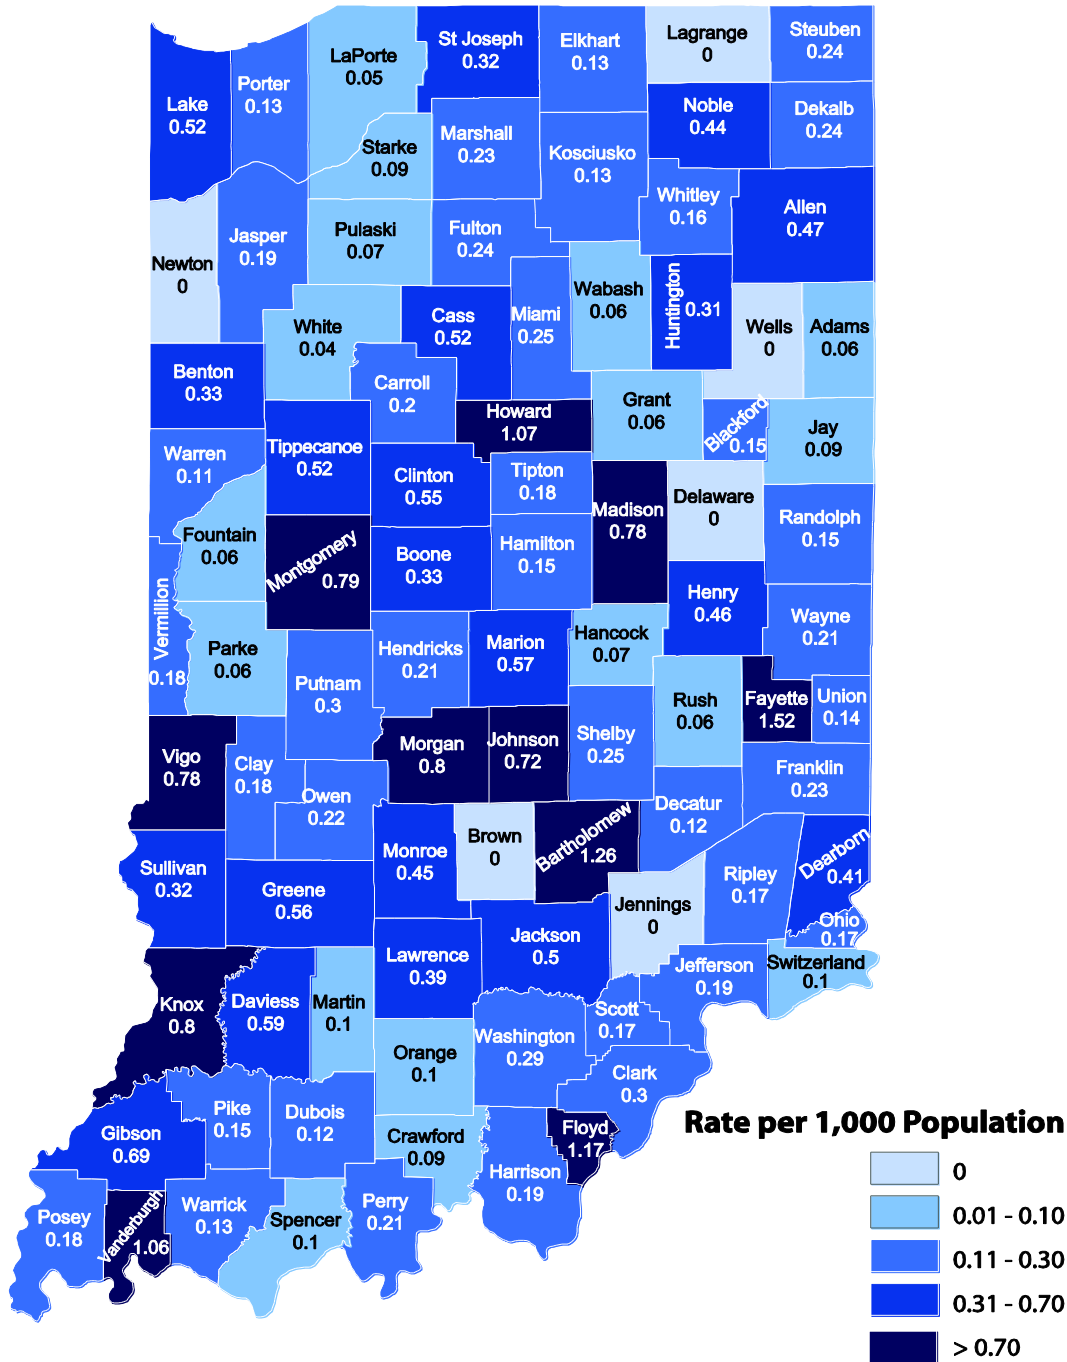 Lake
0.52
Porter
0.13
LaPorte
0.05
St Joseph
0.32
Elkhart
0.13
Lagrange
0
Steuben
0.24
Noble
0.44
Dekalb
0.24
Starke
0.09
Marshall
0.23
Kosciusko
0.13
Whitley
0.16
Allen
0.47
Newton
0
Jasper
0.19
Pulaski
0.07
Fulton
0.24
Wabash
0.06
Huntington
0.31
Miami
0.25
Cass
0.52
White
0.04
Wells
0
Adams
0.06
Benton
0.33
Carroll
0.2
Howard
1.07
Grant
0.06
Blackford
0.15
Jay
0.09
Warren
0.11
Tippecanoe
0.52
Clinton
0.55
Tipton
0.18
Madison
0.78
Delaware
0
Randolph
0.15
Fountain
0.06
Montgomery
0.79
Boone
0.33
Hamilton
0.15
Henry
0.46
Wayne
0.21
Vermillion
0.18
Parke
0.06
Putnam
0.3
Hendricks
0.21
Marion
0.57
Hancock
0.07
Rush
0.06
Fayette
1.52
Union
0.14
Vigo
0.78
Clay
0.18
Owen
0.22
Morgan
0.8
Johnson
0.72
Shelby
0.25
Franklin
0.23
Decatur
0.12
Sullivan
0.32
Greene
0.56
Monroe
0.45
Brown
0
Bartholomew
1.26
Jennings
0
Ripley
0.17
Dearborn
0.41
Ohio
0.17
Switzerland
0.1
Knox
0.8
Daviess
0.59
Martin
0.1
Lawrence
0.39
Jackson
0.5
Jefferson
0.19
Scott
0.17
Orange
0.1
Washington
0.29
Clark
0.3
Gibson
0.69
Pike
0.15
Dubois
0.12
Crawford
0.09
Floyd
1.17
Harrison
0.19
Posey
0.18
Vanderburgh
1.06
Warrick
0.13
Spencer
0.1
Perry
0.21
Rate per 1,000 Population
0
0.01 - 0.10
0.11 - 0.30
0.31 - 0.70
> 0.70